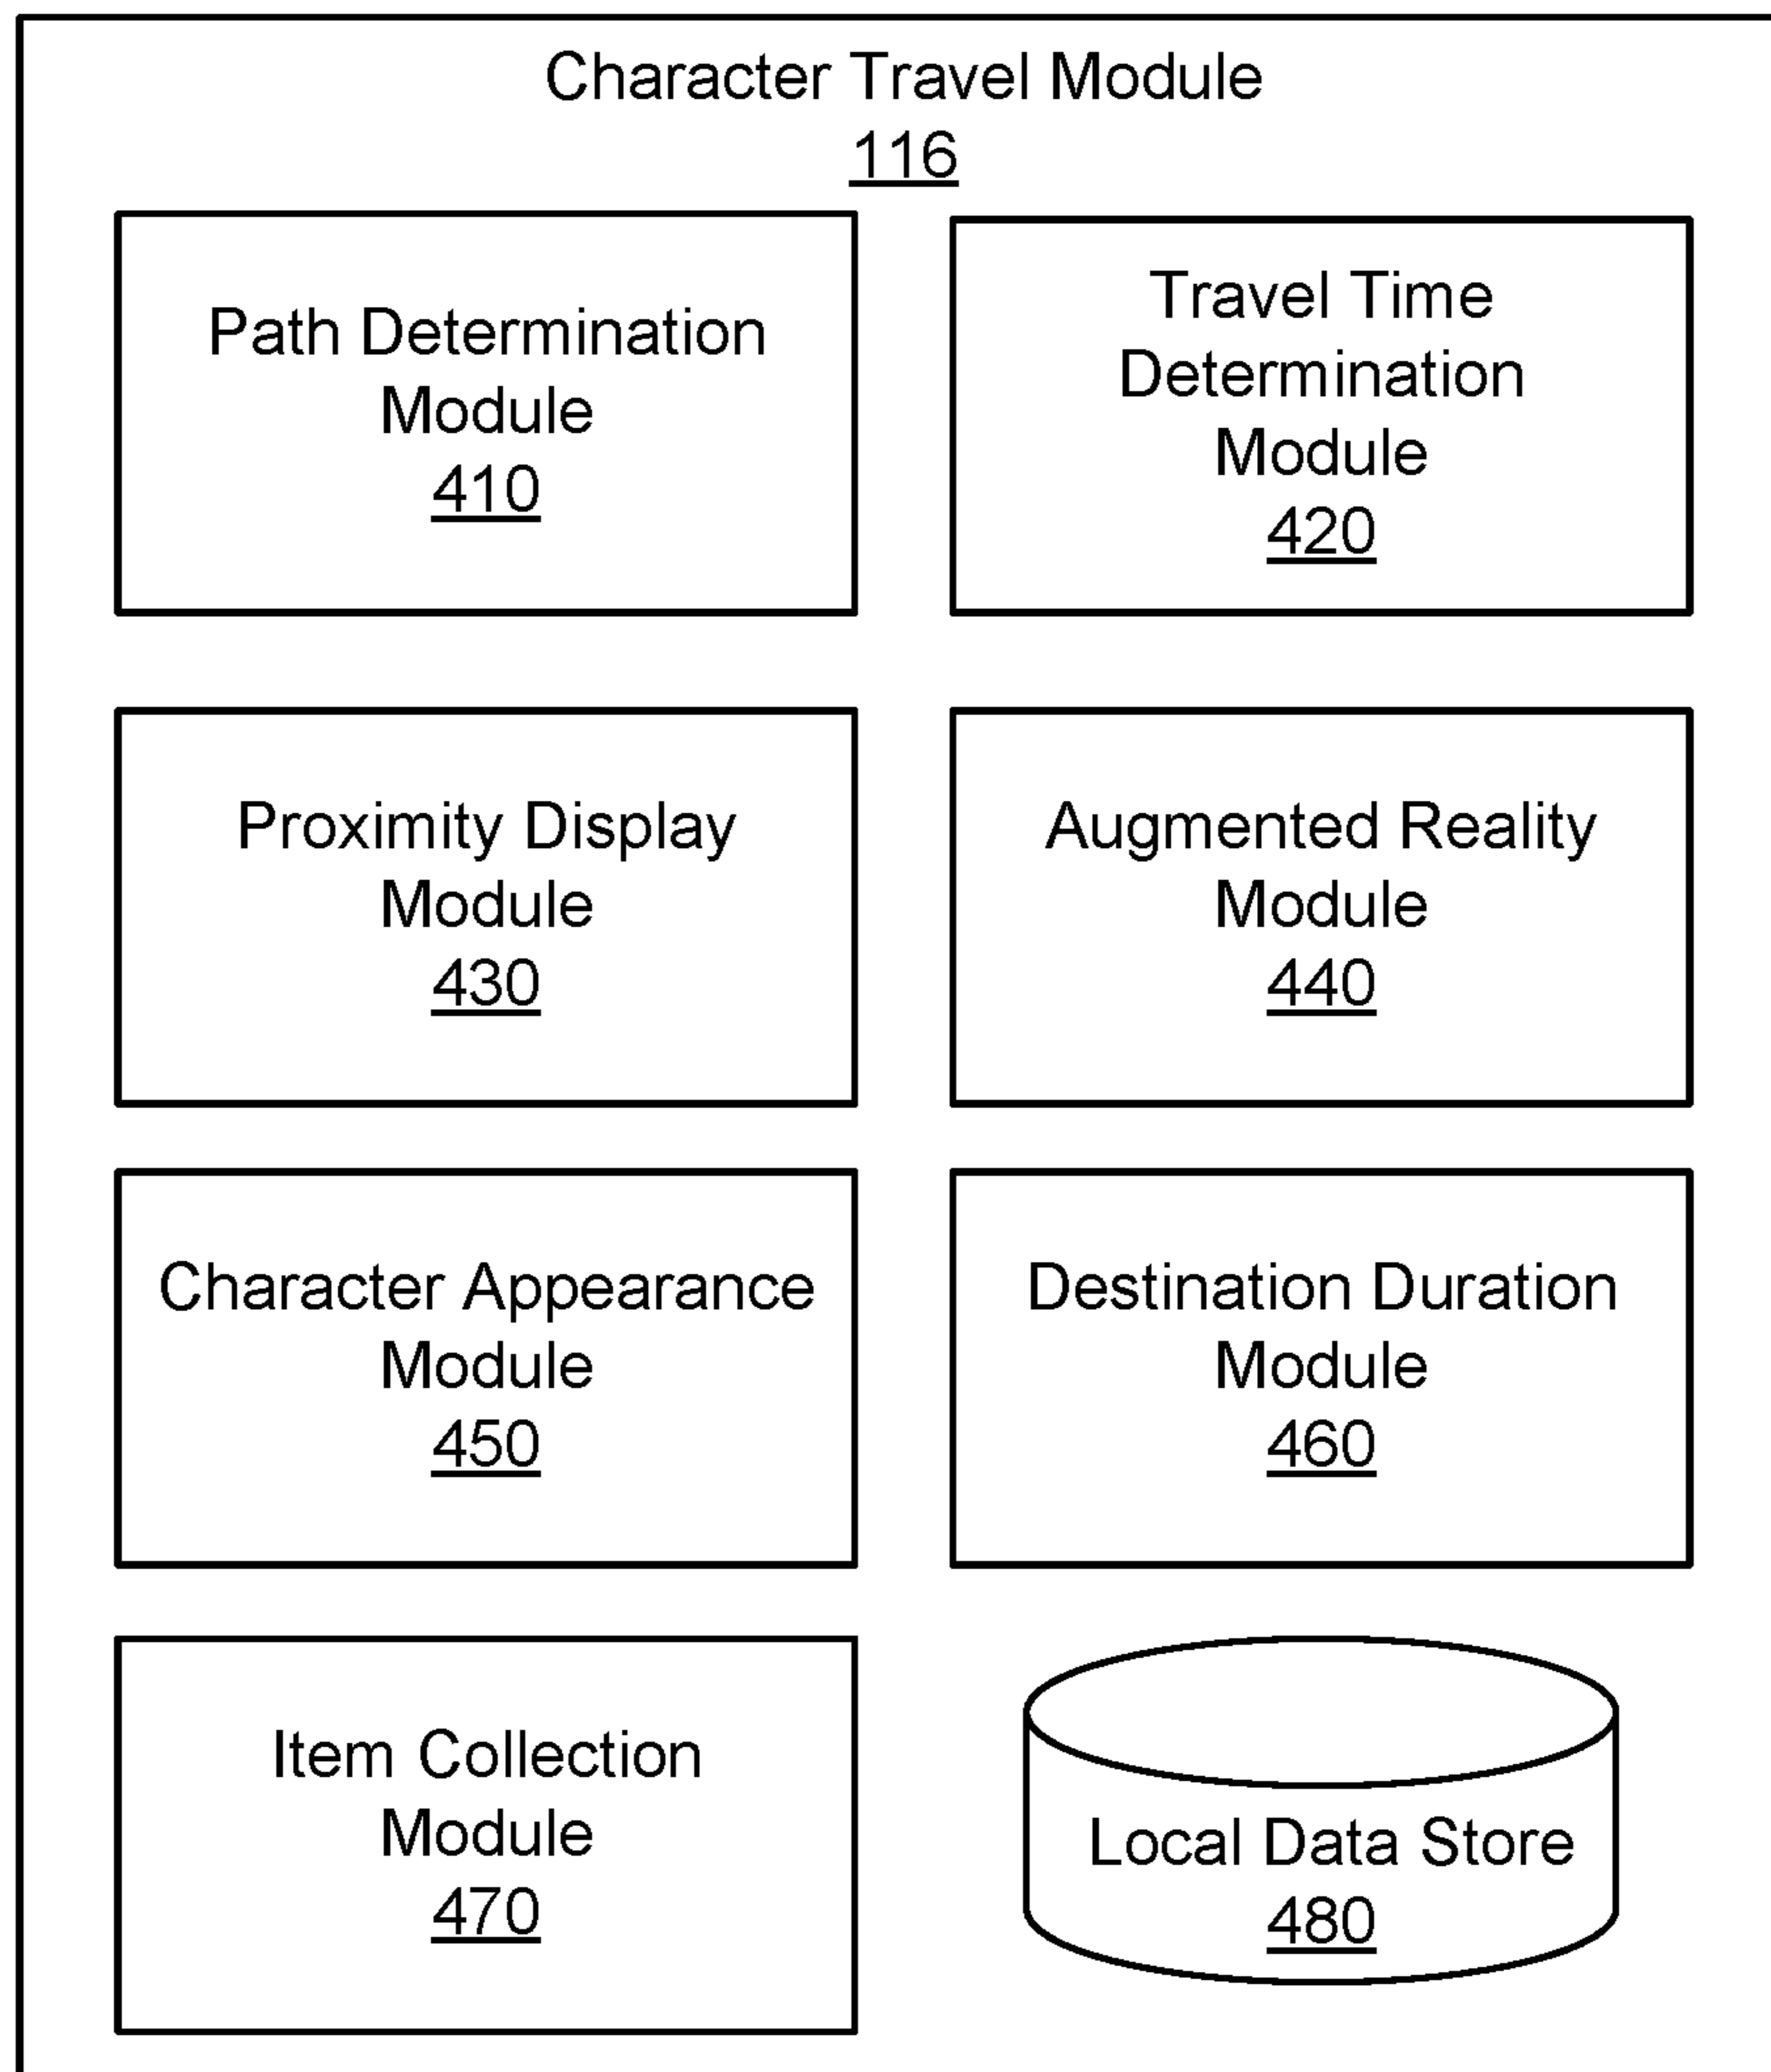 Character Travel Module
116
Path Determination
Module
410
Travel Time
Determination
Module
420
Proximity Display
Module
430
Augmented Reality
Module
440
Character Appearance
Module
450
Destination Duration
Module
460
Item Collection
Module
470
Local Data Store
480